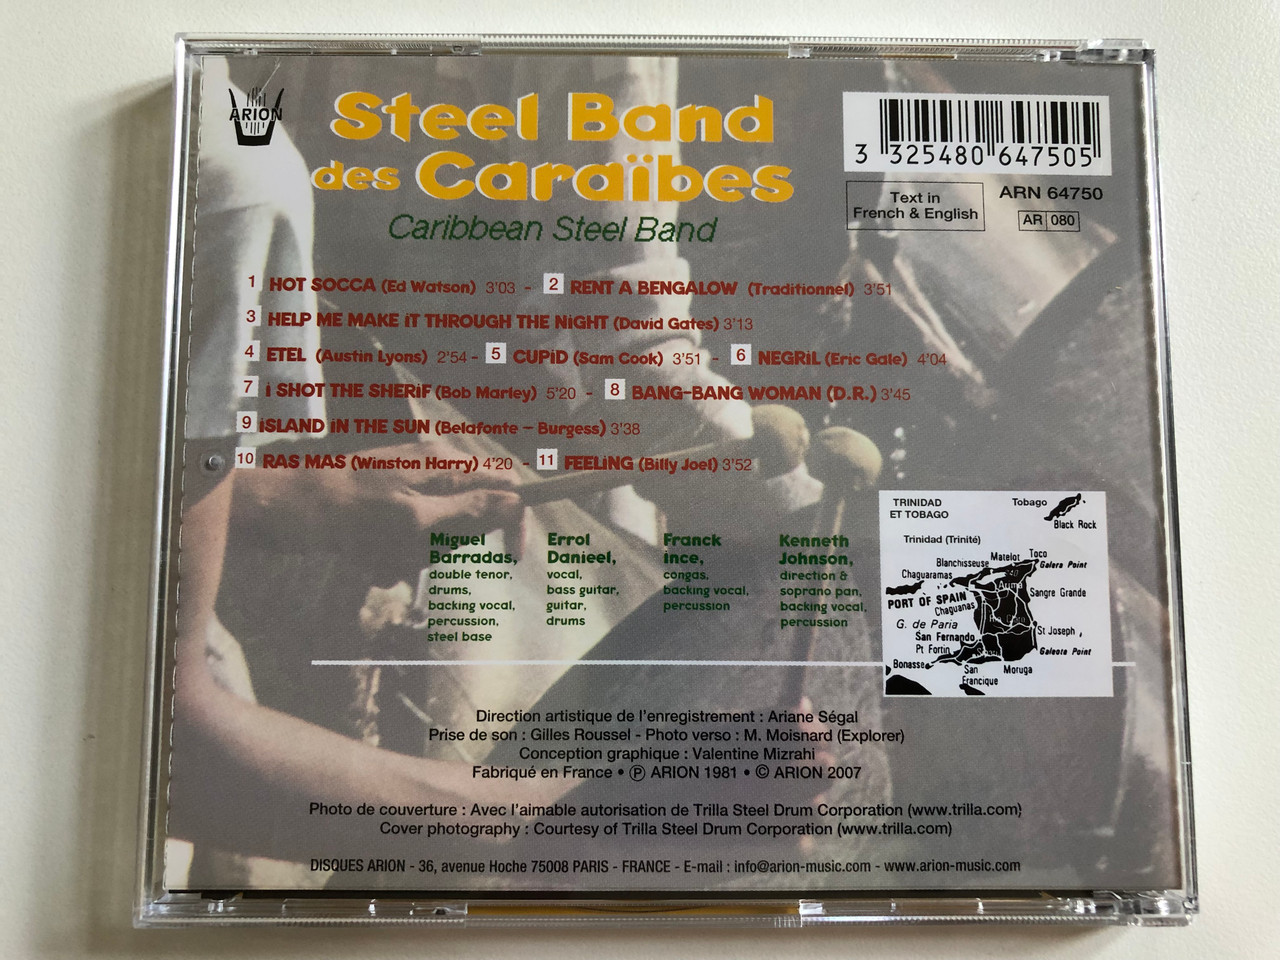 ARION
Steel Band
des Caraïbes
Caribbean Steel Band
3 325480 647505
Text in
French & English
ARN 64750
AR 080
1 HOT SOCCA (Ed Watson) 3'03 - 2 RENT A BENGALOW (Traditionnel) 3'51
3 HELP ME MAKE iT THROUGH THE NiGHT (David Gates) 3'13
4 ETEL (Austin Lyons) 2'54 - 5 CUPiD (Sam Cook) 3'51 - 6 NEGRiL (Eric Gale) 4'04
7 i SHOT THE SHERiF (Bob Marley) 5'20 - 8 BANG-BANG WOMAN (D.R.) 3'45
9 iSLAND iN THE SUN (Belafonte – Burgess) 3'38
10 RAS MAS (Winston Harry) 4'20 - 11 FEELiNG (Billy Joel) 3'52
Miguel
Barradas,
double tenor,
drums,
backing vocal,
percussion,
steel base
Errol
Danieel,
vocal,
bass guitar,
guitar,
drums
Franck
ince,
congas,
backing vocal,
percussion
Kenneth
Johnson,
direction &
soprano pan,
backing vocal,
percussion
TRINIDAD
ET TOBAGO
Tobago
Black Rock
Trinidad (Trinité)
Toco
Matelot
Blanchisseuse
Galera Point
Chaguaramas
Arima
Sangre Grande
PORT OF SPAIN
Chaguanas
G. de Paria
San Fernando
St Joseph
Pt Fortin
Galeota Point
Bonasse
San
Francique
Moruga
Direction artistique de l'enregistrement : Ariane Ségal
Prise de son : Gilles Roussel - Photo verso : M. Moisnard (Explorer)
Conception graphique : Valentine Mizrahi
Fabriqué en France • ℗ ARION 1981 • © ARION 2007
Photo de couverture : Avec l'aimable autorisation de Trilla Steel Drum Corporation (www.trilla.com)
Cover photography : Courtesy of Trilla Steel Drum Corporation (www.trilla.com)
DISQUES ARION - 36, avenue Hoche 75008 PARIS - FRANCE - E-mail : info@arion-music.com - www.arion-music.com